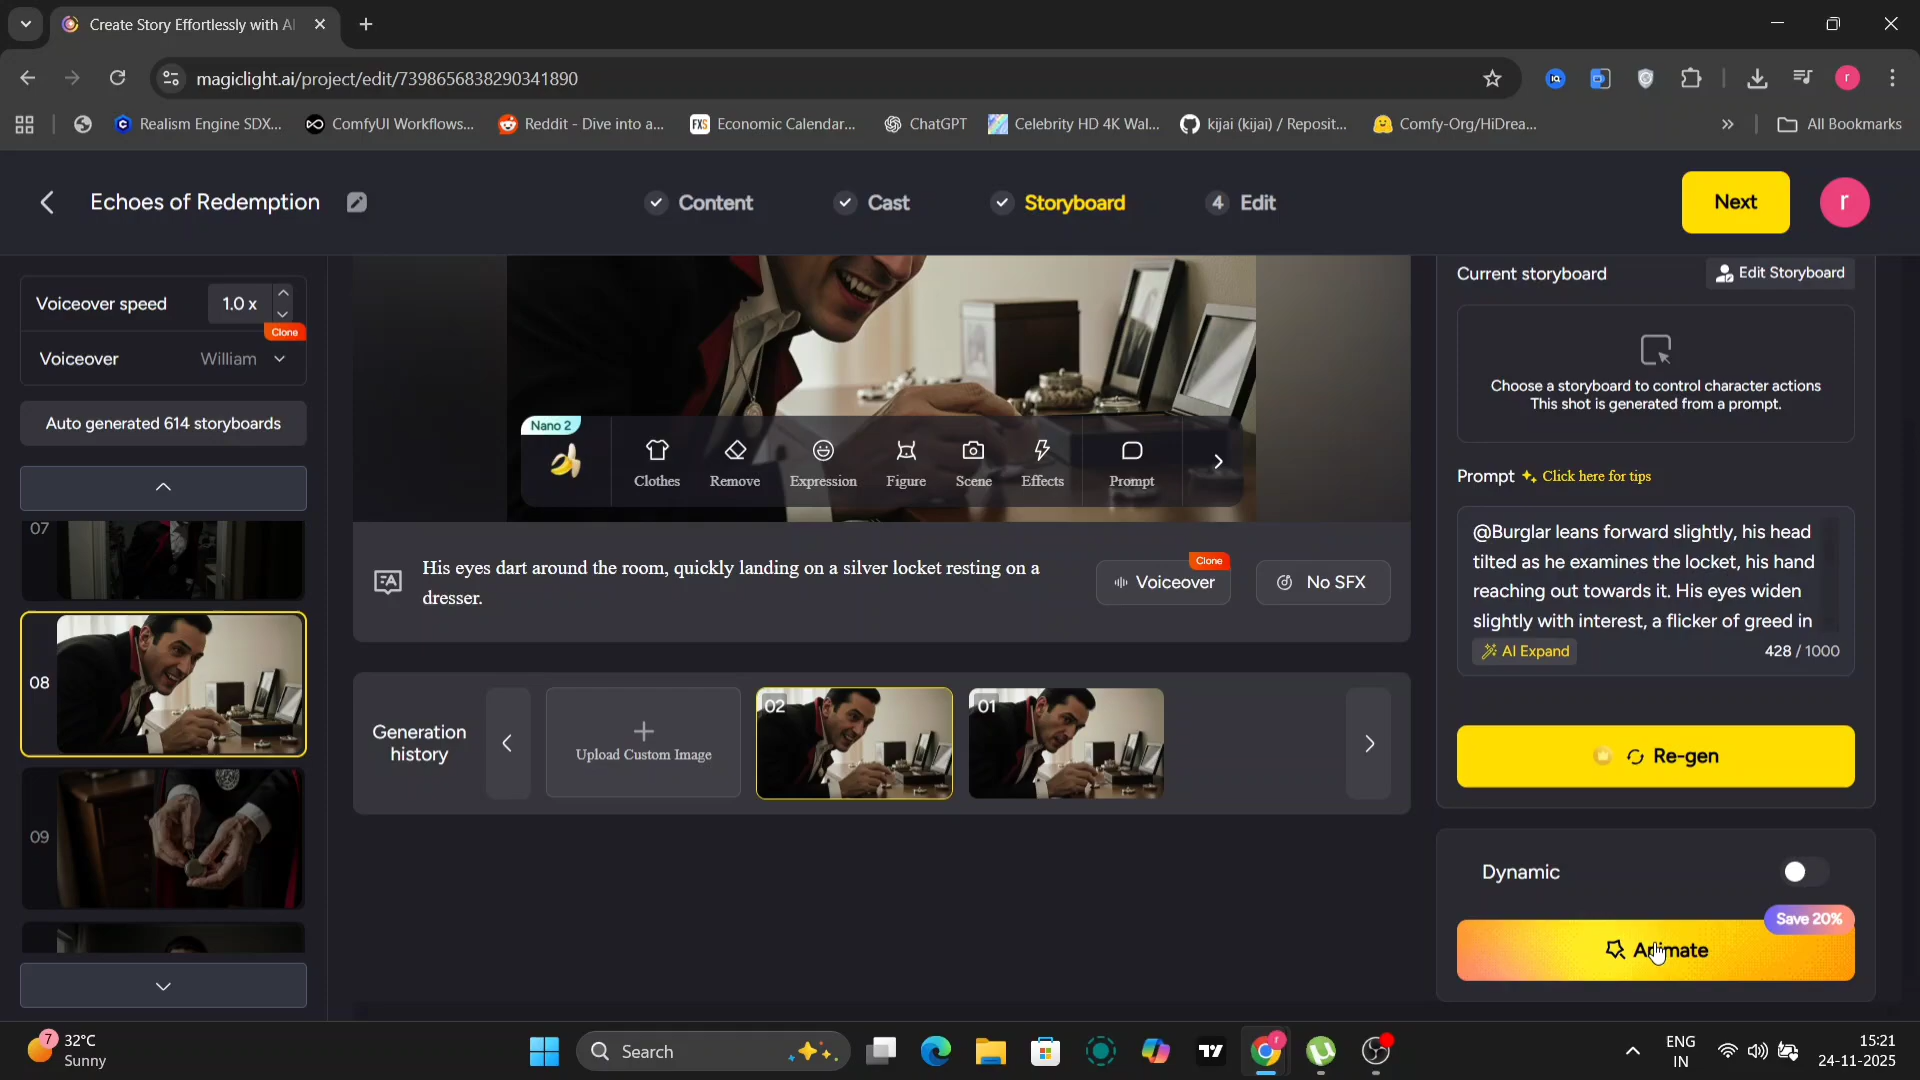 Create Story Effortlessly with AI
magiclight.ai/project/edit/7398656838290341890
r
Realism Engine SDX...
ComfyUI Workflows...
Reddit - Dive into a...
FXS
Economic Calendar...
ChatGPT
Celebrity HD 4K Wal...
kijai (kijai) / Reposit...
Comfy-Org/HiDrea...
All Bookmarks
Echoes of Redemption
Content
Cast
Storyboard
4 Edit
Next
r
Voiceover speed
1.0 x
Clone
Voiceover
William
Auto generated 614 storyboards
07
08
09
Nano 2
Clothes
Remove
Expression
Figure
Scene
Effects
Prompt
His eyes dart around the room, quickly landing on a silver locket resting on a
dresser.
Clone
Voiceover
No SFX
Generation
history
Upload Custom Image
02
01
Current storyboard
Edit Storyboard
Choose a storyboard to control character actions
This shot is generated from a prompt.
Prompt
Click here for tips
@Burglar leans forward slightly, his head
tilted as he examines the locket, his hand
reaching out towards it. His eyes widen
slightly with interest, a flicker of greed in
AI Expand
428 / 1000
Re-gen
Dynamic
Save 20%
Animate
7
32°C
Sunny
Search
r
ENG
IN
15:21
24-11-2025